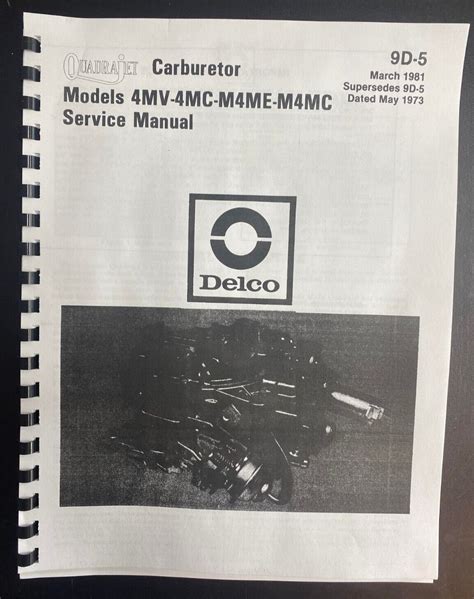 QUADRAJET Carburetor
Models 4MV-4MC-M4ME-M4MC
Service Manual
9D-5
March 1981
Supersedes 9D-5
Dated May 1973
Delco